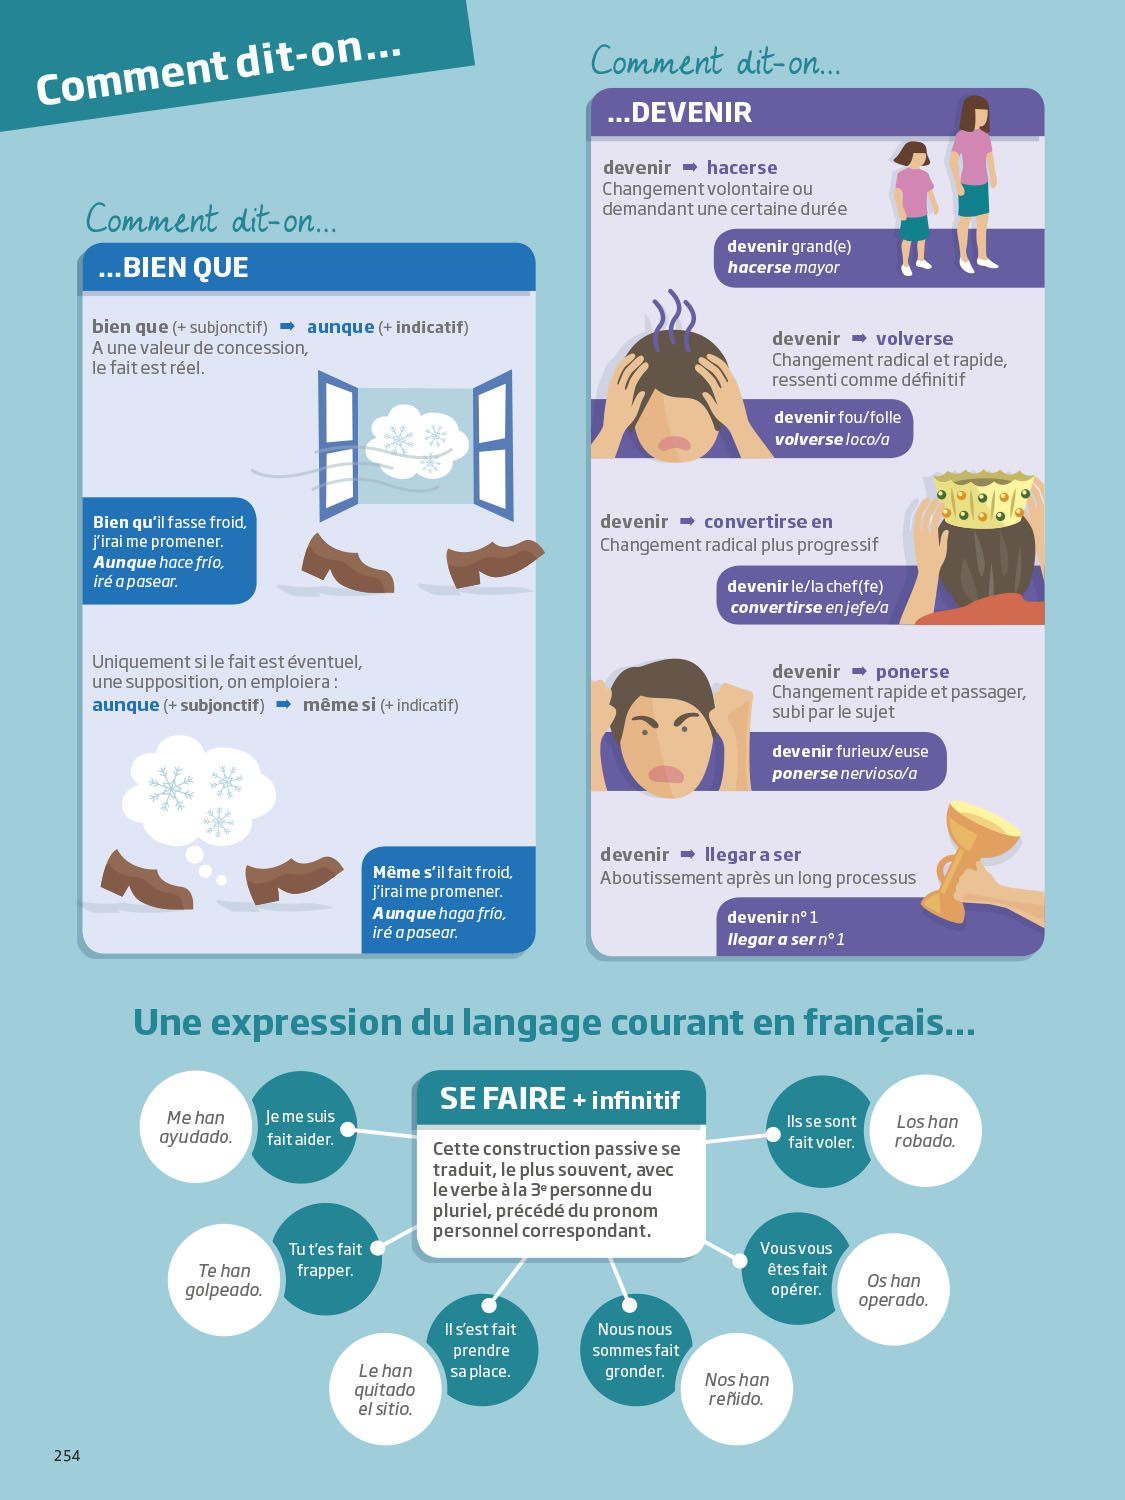 Comment dit-on...
Comment dit-on...
...BIEN QUE
bien que (+ subjonctif) ➡ aunque (+ indicatif)
A une valeur de concession,
le fait est réel.
Bien qu'il fasse froid,
j'irai me promener.
Aunque hace frío,
iré a pasear.
Uniquement si le fait est éventuel,
une supposition, on emploiera :
aunque (+ subjonctif) ➡ même si (+ indicatif)
Même s'il fait froid,
j'irai me promener.
Aunque haga frío,
iré a pasear.
Comment dit-on...
...DEVENIR
devenir ➡ hacerse
Changement volontaire ou
demandant une certaine durée
devenir grand(e)
hacerse mayor
devenir ➡ volverse
Changement radical et rapide,
ressenti comme définitif
devenir fou/folle
volverse loco/a
devenir ➡ convertirse en
Changement radical plus progressif
devenir le/la chef(fe)
convertirse en jefe/a
devenir ➡ ponerse
Changement rapide et passager,
subi par le sujet
devenir furieux/euse
ponerse nervioso/a
devenir ➡ llegar a ser
Aboutissement après un long processus
devenir n° 1
llegar a ser n° 1
Une expression du langage courant en français...
SE FAIRE + infinitif
Cette construction passive se
traduit, le plus souvent, avec
le verbe à la 3e personne du
pluriel, précédé du pronom
personnel correspondant.
Je me suis
fait aider.
Me han
ayudado.
Tu t'es fait
frapper.
Te han
golpeado.
Il s'est fait
prendre
sa place.
Le han
quitado
el sitio.
Nous nous
sommes fait
gronder.
Nos han
reñido.
Vous vous
êtes fait
opérer.
Os han
operado.
Ils se sont
fait voler.
Los han
robado.
254